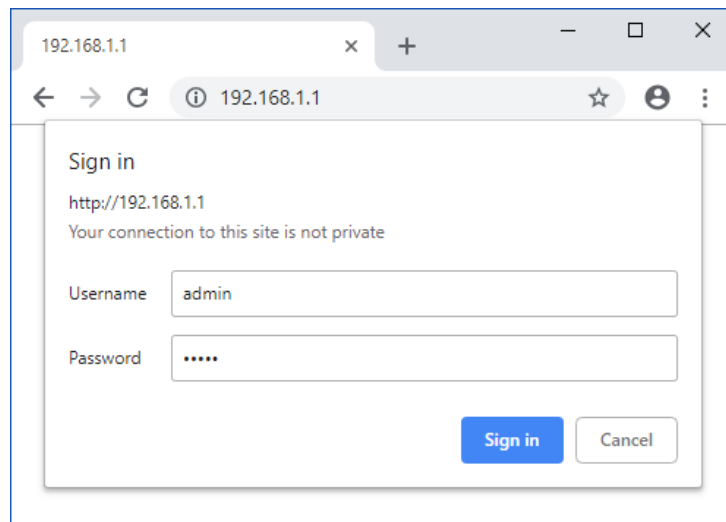 192.168.1.1
192.168.1.1
Sign in
http://192.168.1.1
Your connection to this site is not private
Username admin
Password •••••
Sign in Cancel